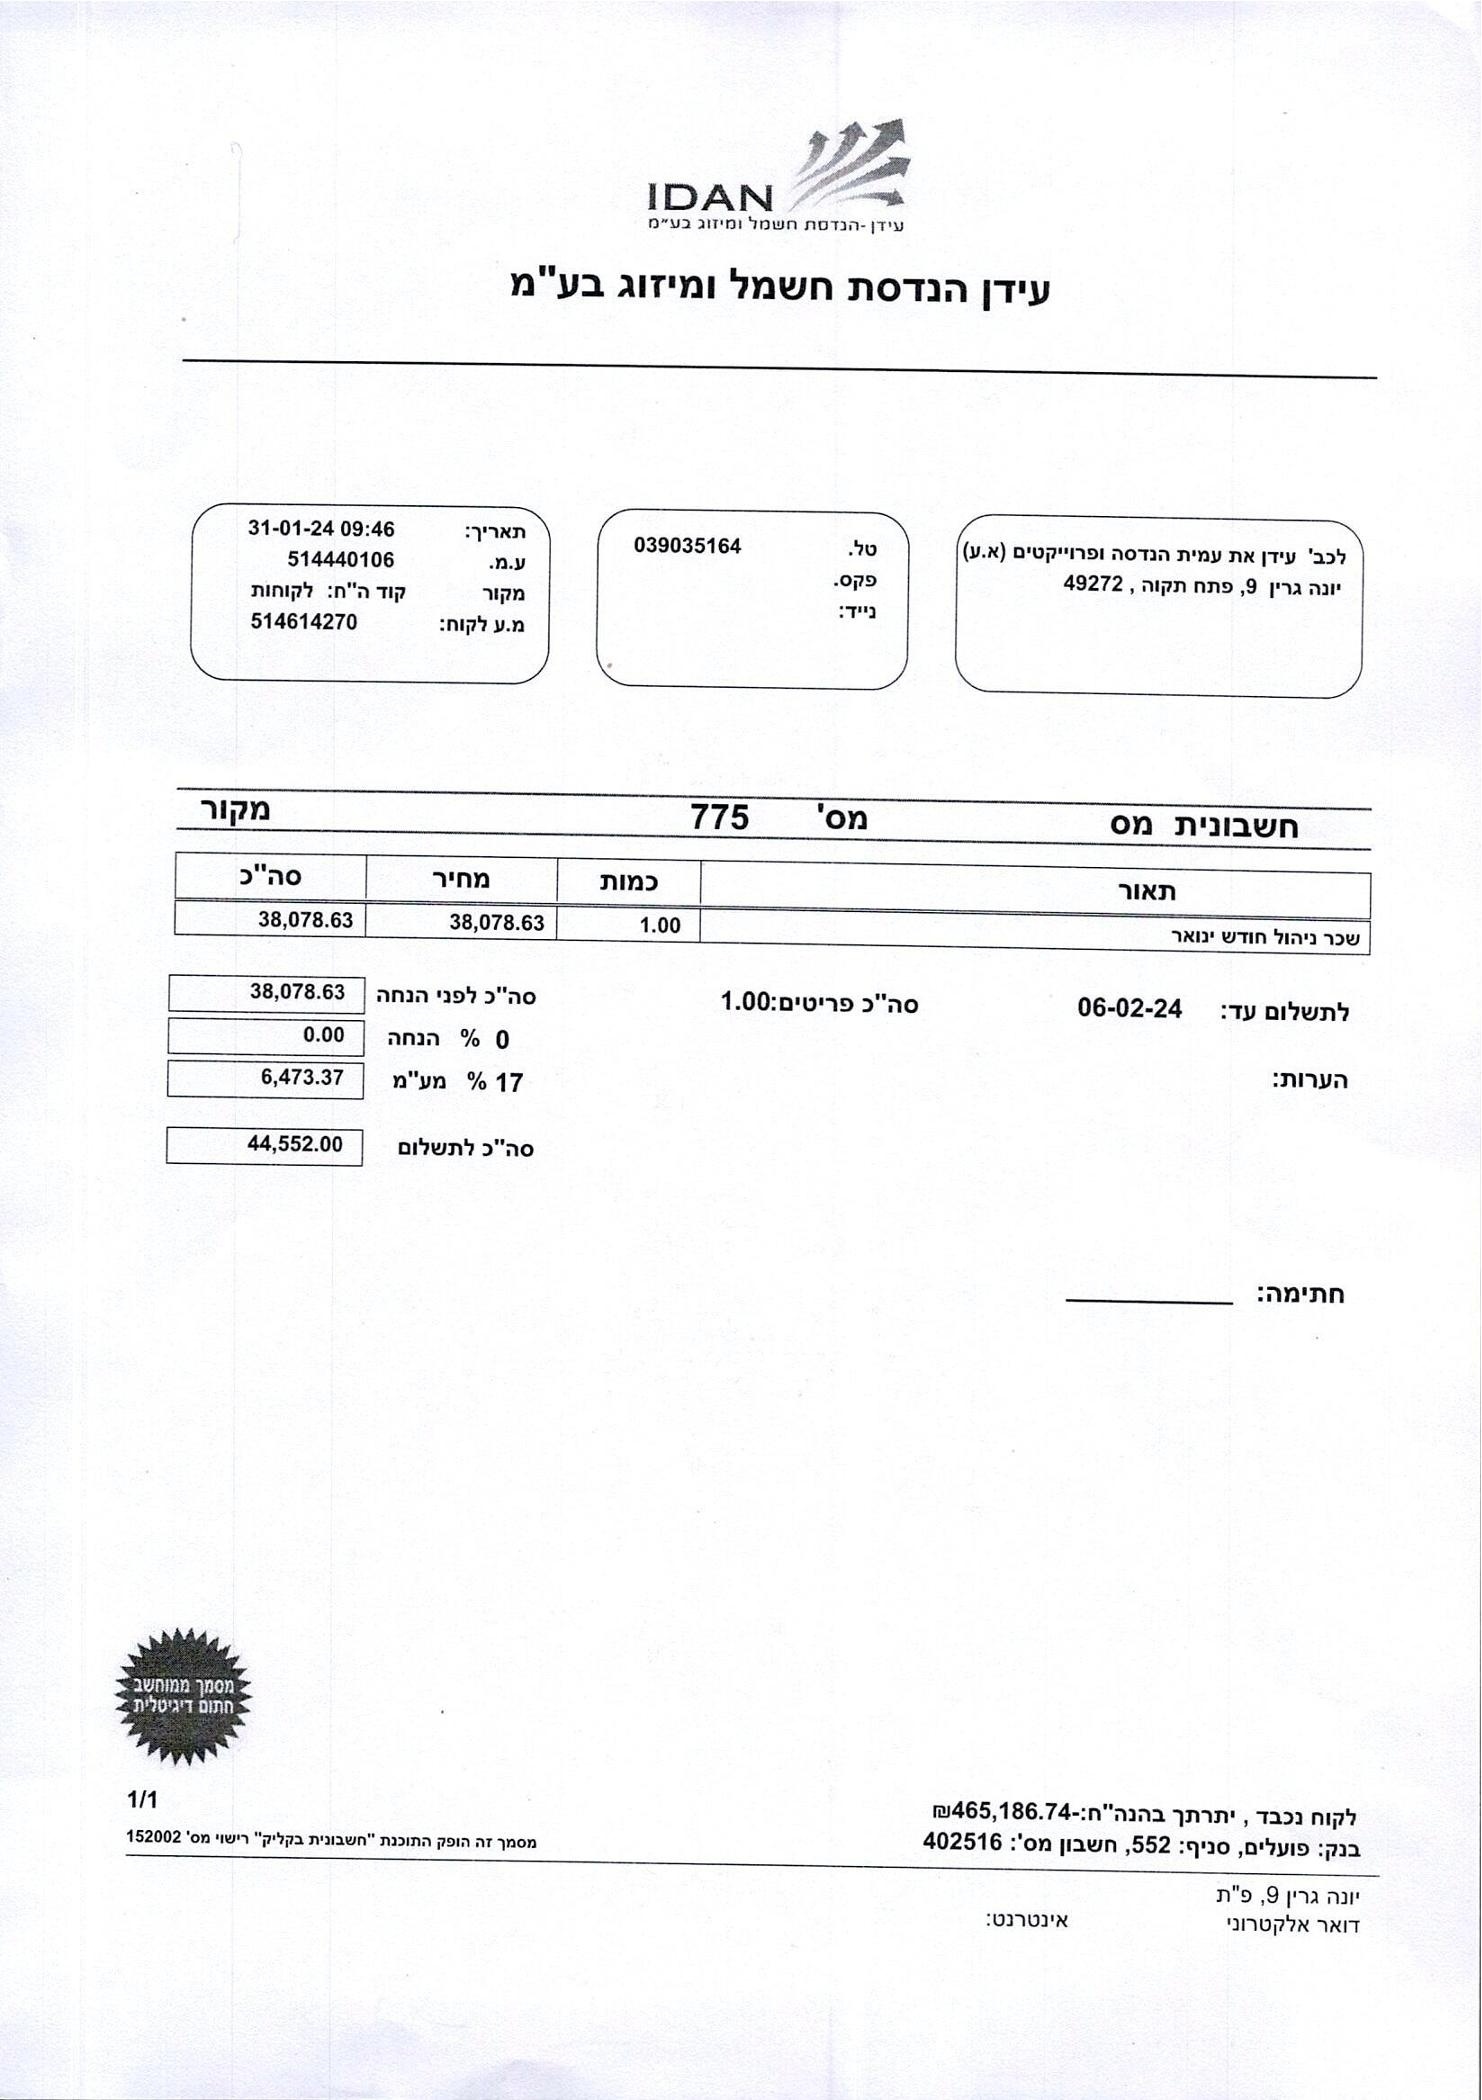 IDAN
עידן -הנדסת חשמל ומיזוג בע״מ
עידן הנדסת חשמל ומיזוג בע"מ
לכב' עידן את עמית הנדסה ופרוייקטים (א.ע)
יונה גרין 9, פתח תקוה , 49272
טל. 039035164
פקס.
נייד:
תאריך: 31-01-24 09:46
ע.מ. 514440106
מקור קוד ה"ח: לקוחות
מ.ע לקוח: 514614270
חשבונית מס מס' 775 מקור
תאור כמות מחיר סה"כ
שכר ניהול חודש ינואר 1.00 38,078.63 38,078.63
לתשלום עד: 06-02-24 סה"כ פריטים:1.00 סה"כ לפני הנחה 38,078.63
0 % הנחה 0.00
הערות: 17 % מע"מ 6,473.37
סה"כ לתשלום 44,552.00
חתימה:
מסמך ממוחשב
חתום דיגיטלית
1/1
לקוח נכבד , יתרתך בהנה"ח:-465,186.74₪
בנק: פועלים, סניף: 552, חשבון מס': 402516
מסמך זה הופק התוכנת "חשבונית בקליק" רישוי מס' 152002
יונה גרין 9, פ"ת
דואר אלקטרוני אינטרנט: